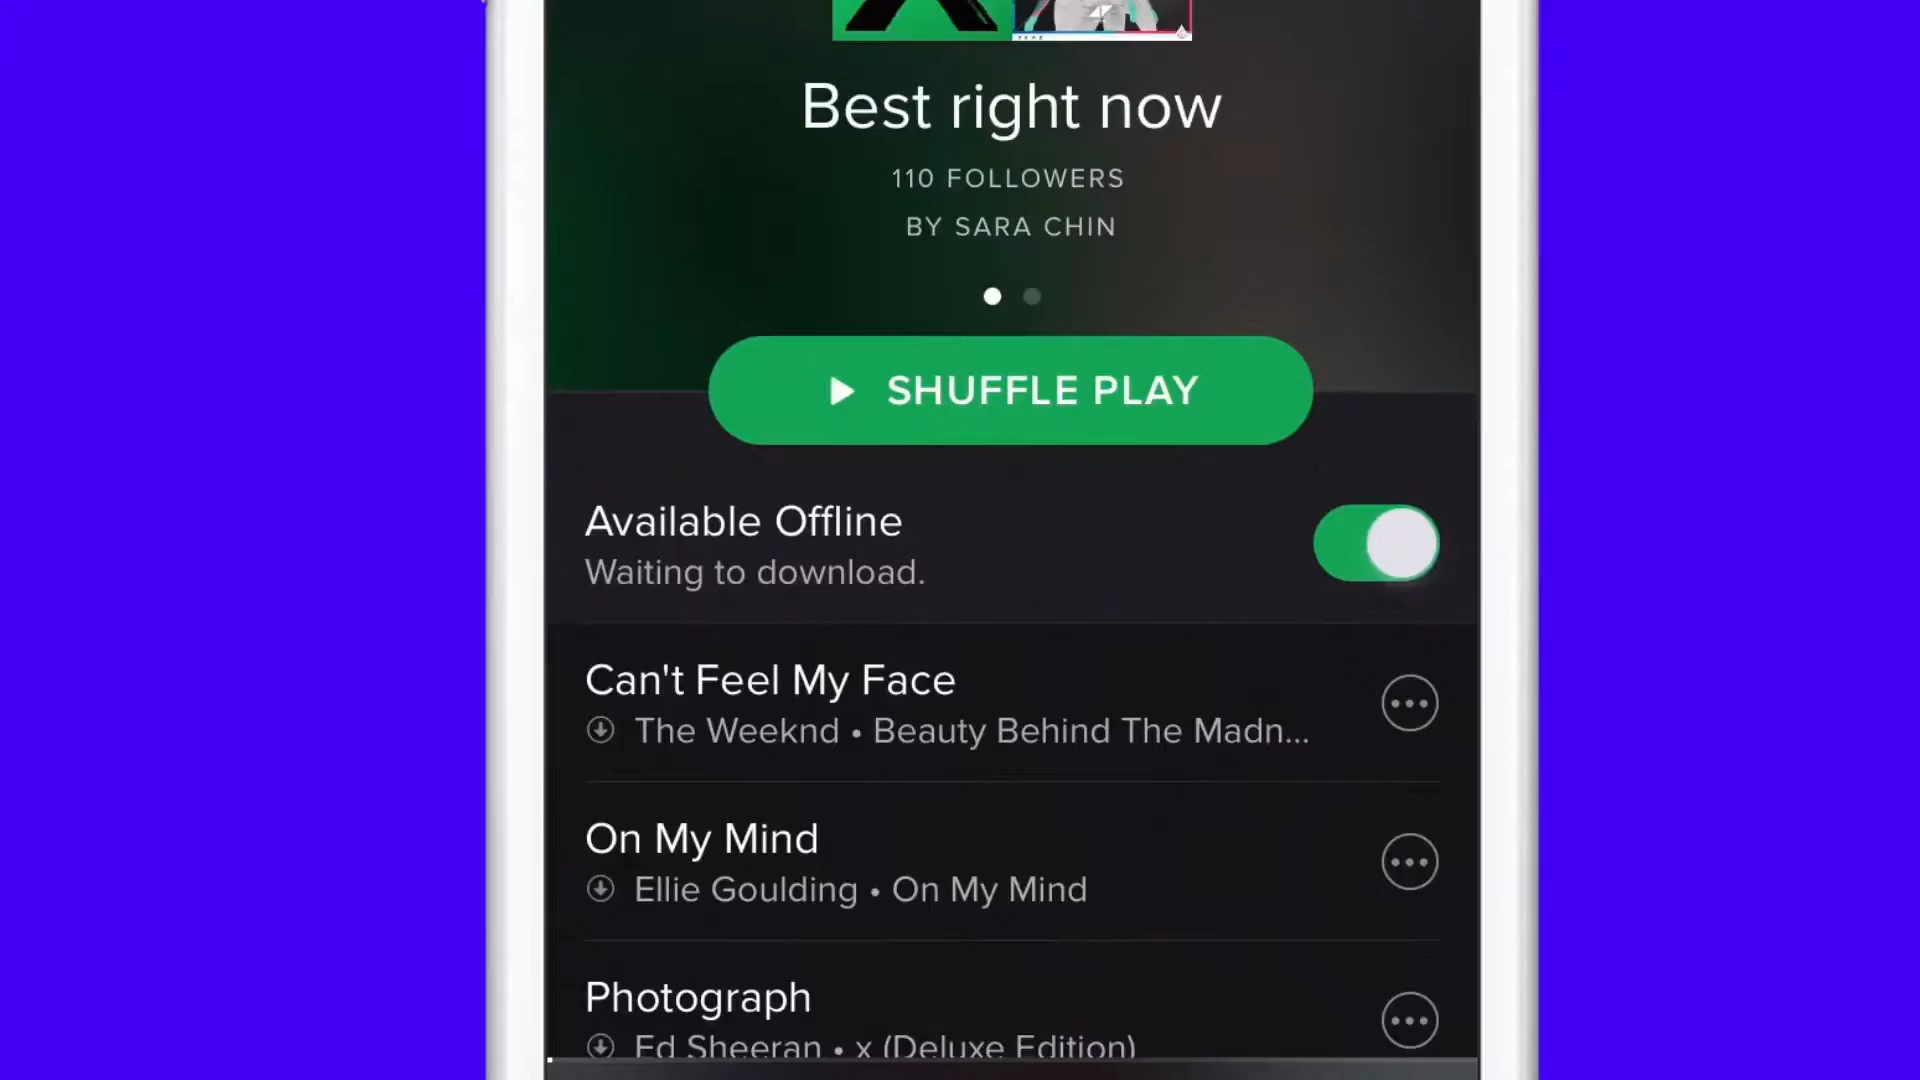 Best right now
110 FOLLOWERS
BY SARA CHIN
SHUFFLE PLAY
Available Offline
Waiting to download.
Can't Feel My Face
The Weeknd • Beauty Behind The Madn...
On My Mind
Ellie Goulding • On My Mind
Photograph
Ed Sheeran • x (Deluxe Edition)